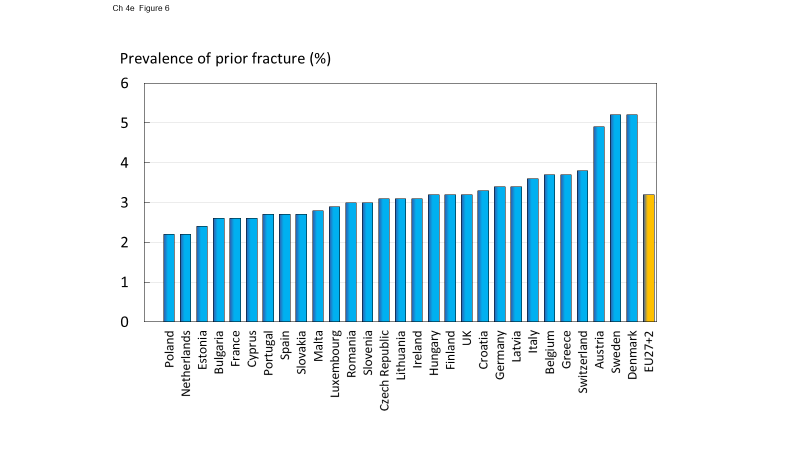 Ch 4e  Figure 6
Prevalence of prior fracture (%)
6
5
4
3
2
1
0
Poland
Netherlands
Estonia
Bulgaria
France
Cyprus
Portugal
Spain
Slovakia
Malta
Luxembourg
Romania
Slovenia
Czech Republic
Lithuania
Ireland
Hungary
Finland
UK
Croatia
Germany
Latvia
Italy
Belgium
Greece
Switzerland
Austria
Sweden
Denmark
EU27+2